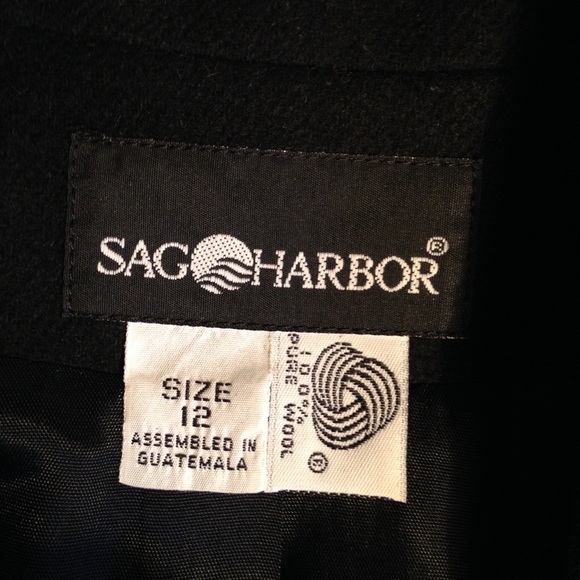 SAG HARBOR®
SIZE
12
ASSEMBLED IN
GUATEMALA
100%
PURE WOOL
®